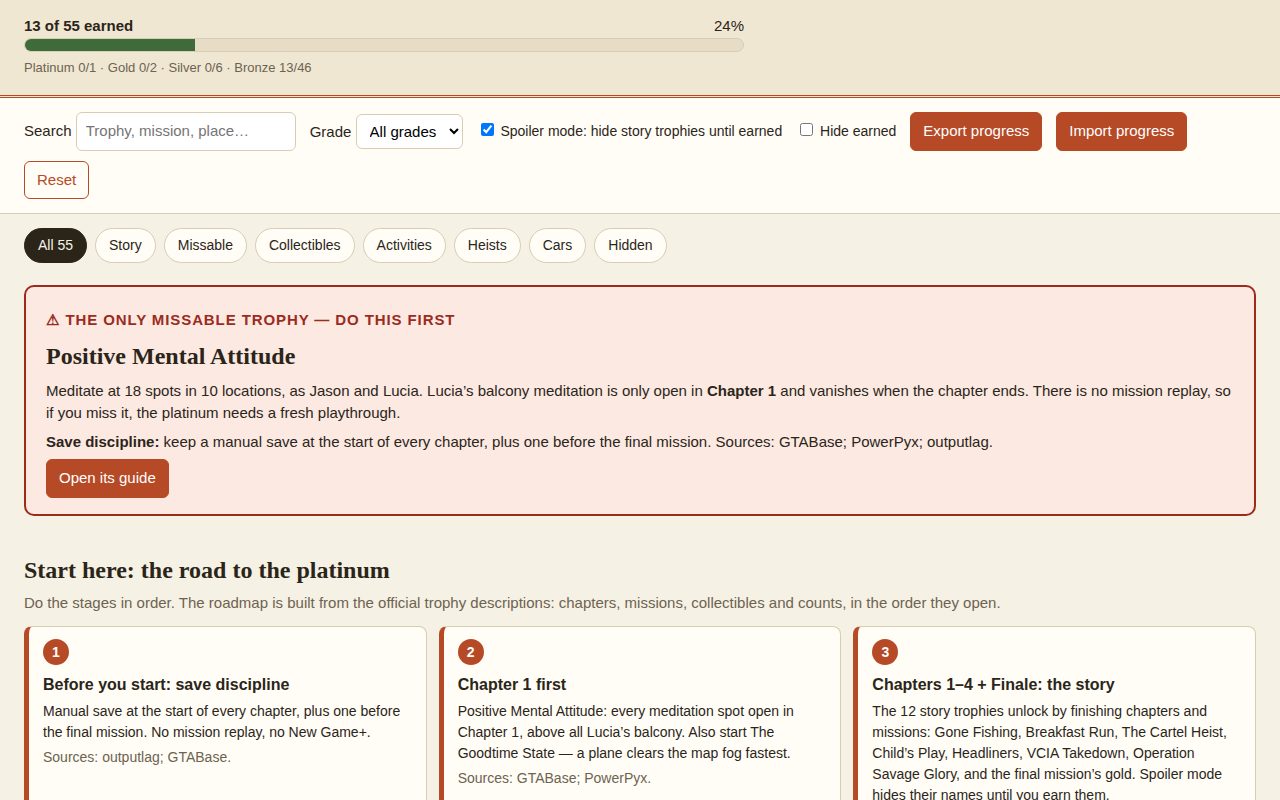 13 of 55 earned
24%
Platinum 0/1 · Gold 0/2 · Silver 0/6 · Bronze 13/46
Search Trophy, mission, place… Grade All grades Spoiler mode: hide story trophies until earned Hide earned Export progress Import progress
Reset
All 55 Story Missable Collectibles Activities Heists Cars Hidden
⚠ THE ONLY MISSABLE TROPHY — DO THIS FIRST
Positive Mental Attitude
Meditate at 18 spots in 10 locations, as Jason and Lucia. Lucia’s balcony meditation is only open in Chapter 1 and vanishes when the chapter ends. There is no mission replay, so
if you miss it, the platinum needs a fresh playthrough.
Save discipline: keep a manual save at the start of every chapter, plus one before the final mission. Sources: GTABase; PowerPyx; outputlag.
Open its guide
Start here: the road to the platinum
Do the stages in order. The roadmap is built from the official trophy descriptions: chapters, missions, collectibles and counts, in the order they open.
1
Before you start: save discipline
Manual save at the start of every chapter, plus one before
the final mission. No mission replay, no New Game+.
Sources: outputlag; GTABase.
2
Chapter 1 first
Positive Mental Attitude: every meditation spot open in
Chapter 1, above all Lucia’s balcony. Also start The
Goodtime State — a plane clears the map fog fastest.
Sources: GTABase; PowerPyx.
3
Chapters 1–4 + Finale: the story
The 12 story trophies unlock by finishing chapters and
missions: Gone Fishing, Breakfast Run, The Cartel Heist,
Child’s Play, Headliners, VCIA Takedown, Operation
Savage Glory, and the final mission’s gold. Spoiler mode
hides their names until you earn them.